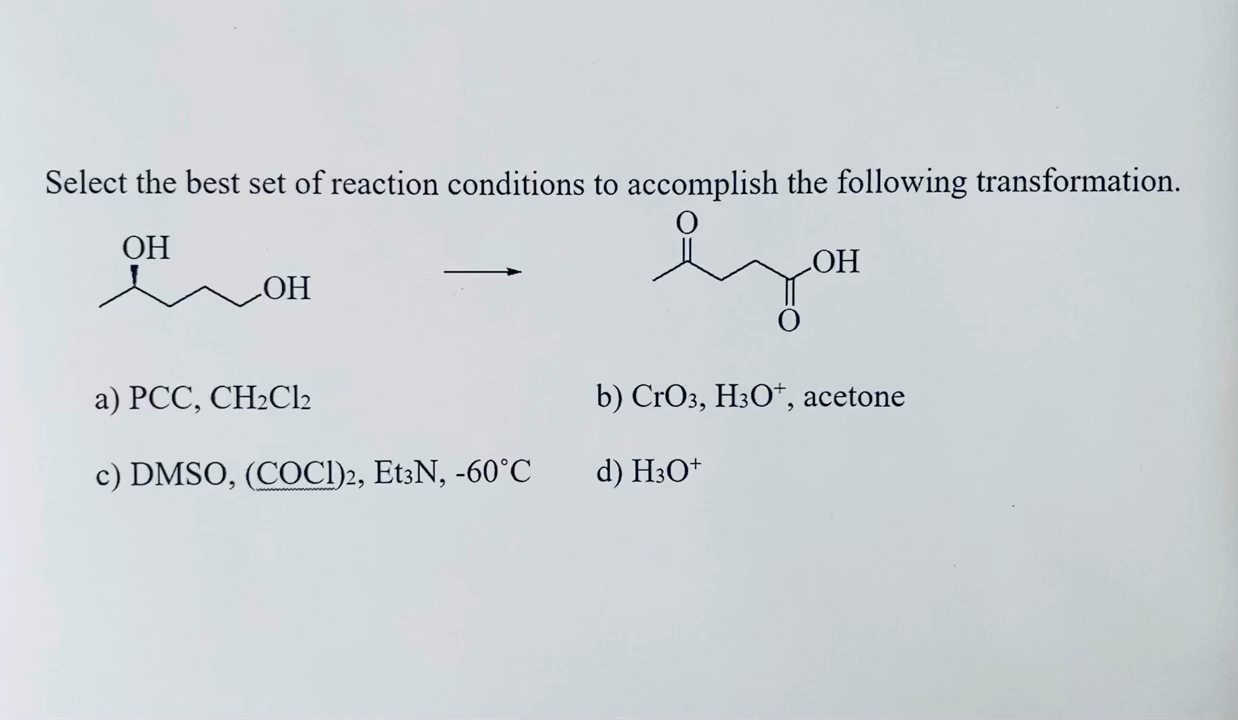 Select the best set of reaction conditions to accomplish the following transformation.
OH
OH
O
OH
O
a) PCC, CH₂Cl₂
b) CrO₃, H₃O⁺, acetone
c) DMSO, (COCl)₂, Et₃N, -60°C
d) H₃O⁺